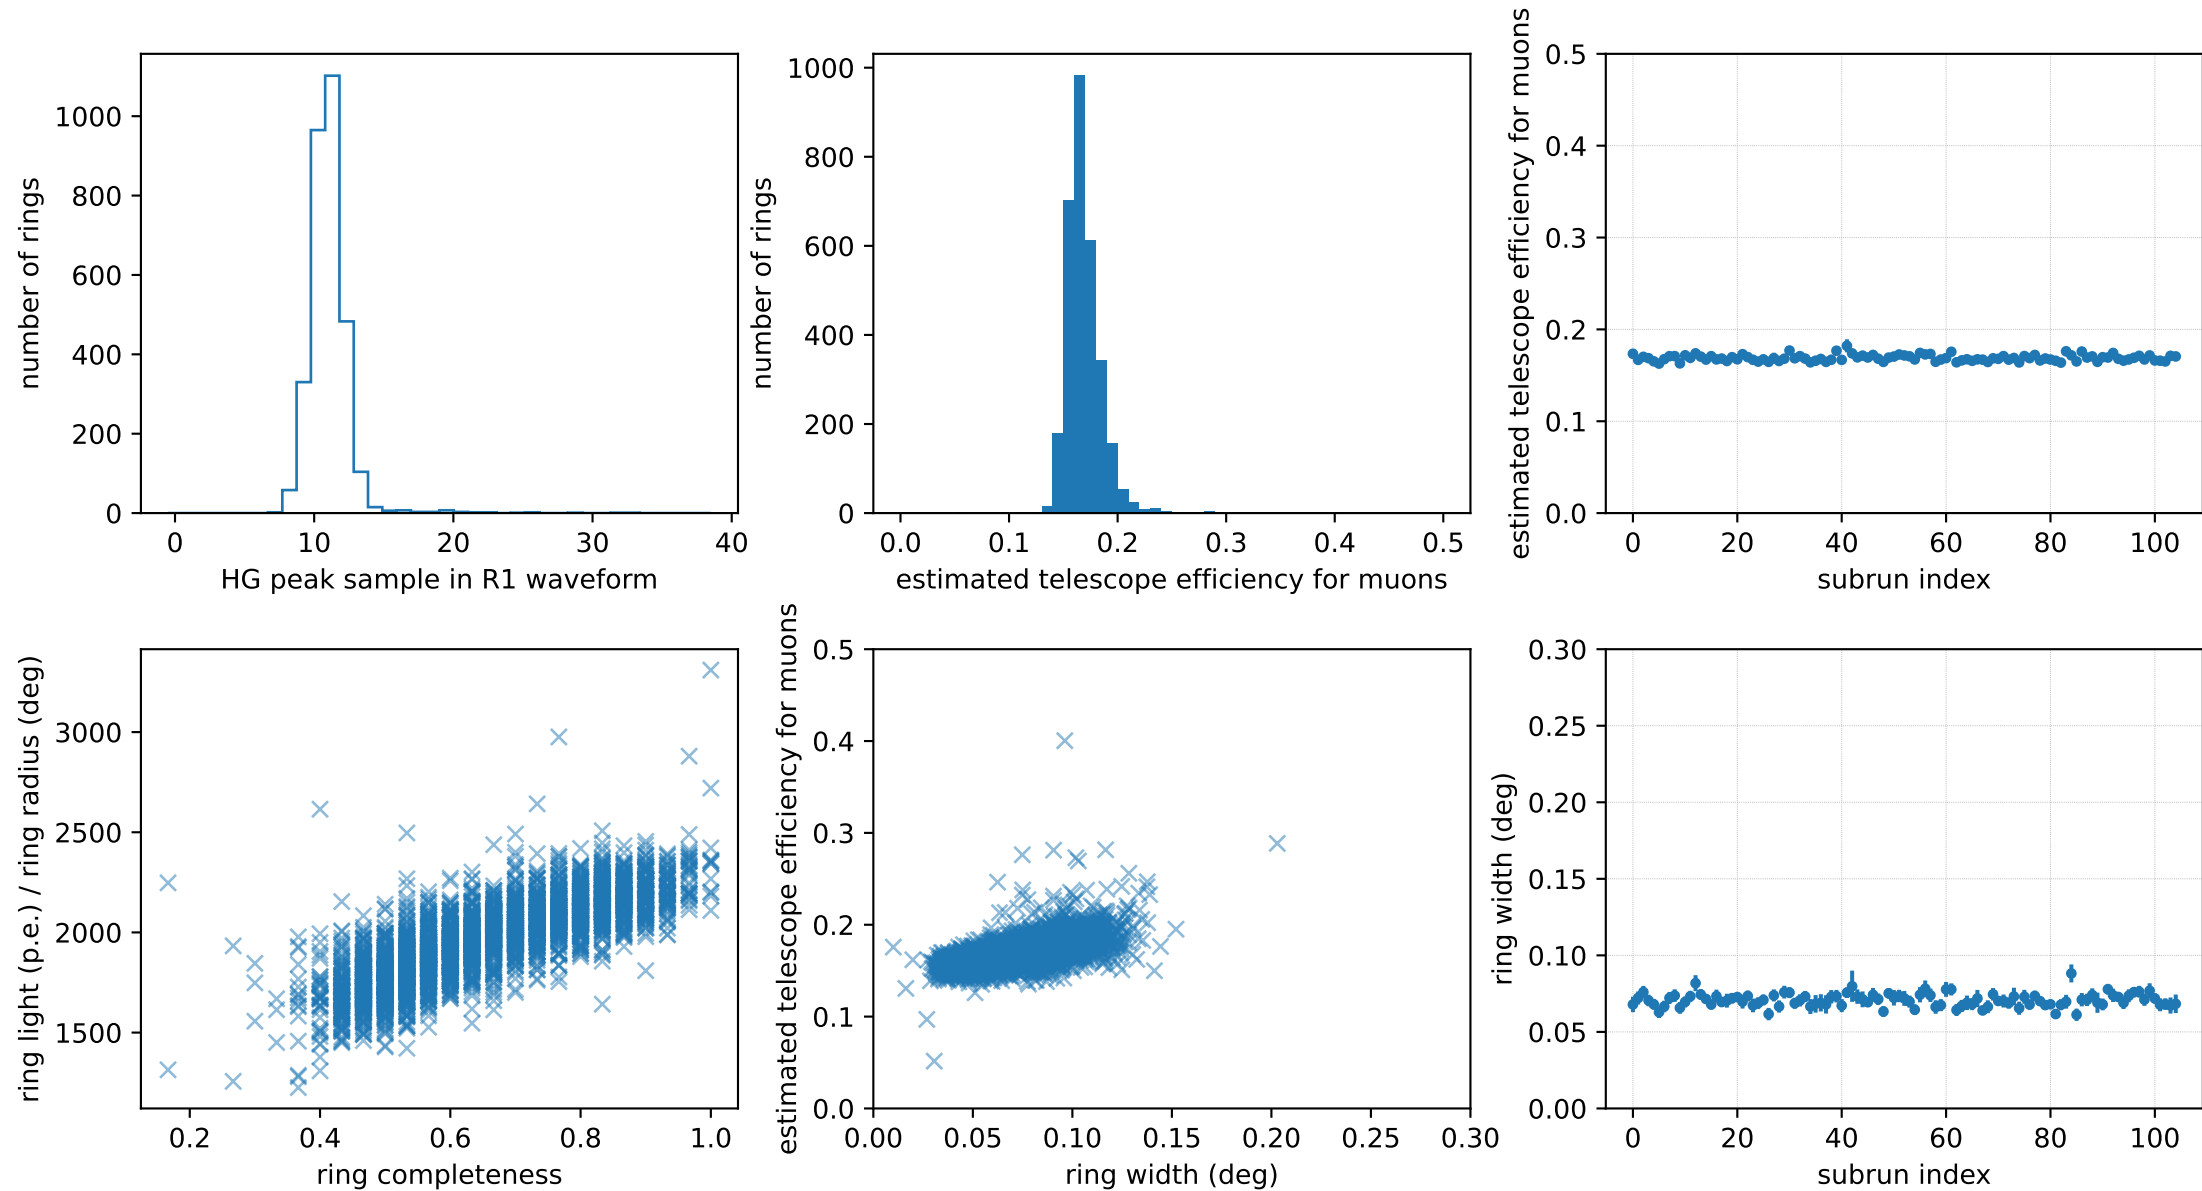 number of rings
1000
800
600
400
200
0
0 10 20 30 40
HG peak sample in R1 waveform
number of rings
1000
800
600
400
200
0
0.0 0.1 0.2 0.3 0.4 0.5
estimated telescope efficiency for muons
estimated telescope efficiency for muons
0.5
0.4
0.3
0.2
0.1
0.0
0 20 40 60 80 100
subrun index
ring light (p.e.) / ring radius (deg)
3000
2500
2000
1500
0.2 0.4 0.6 0.8 1.0
ring completeness
estimated telescope efficiency for muons
0.5
0.4
0.3
0.2
0.1
0.0
0.00 0.05 0.10 0.15 0.20 0.25 0.30
ring width (deg)
ring width (deg)
0.30
0.25
0.20
0.15
0.10
0.05
0.00
0 20 40 60 80 100
subrun index